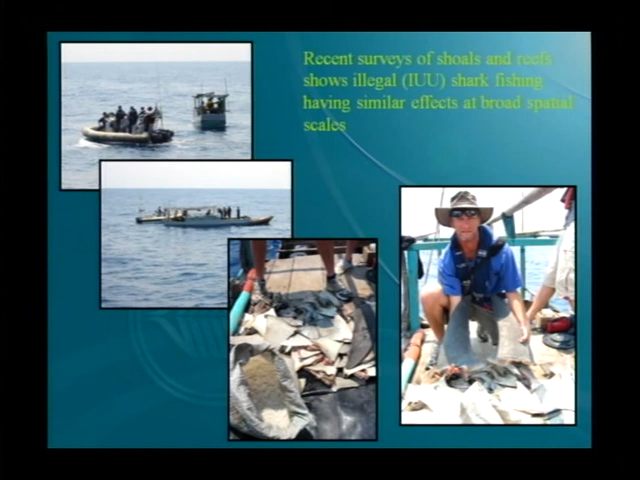 Recent surveys of shoals and reefs
shows illegal (IUU) shark fishing
having similar effects at broad spatial
scales